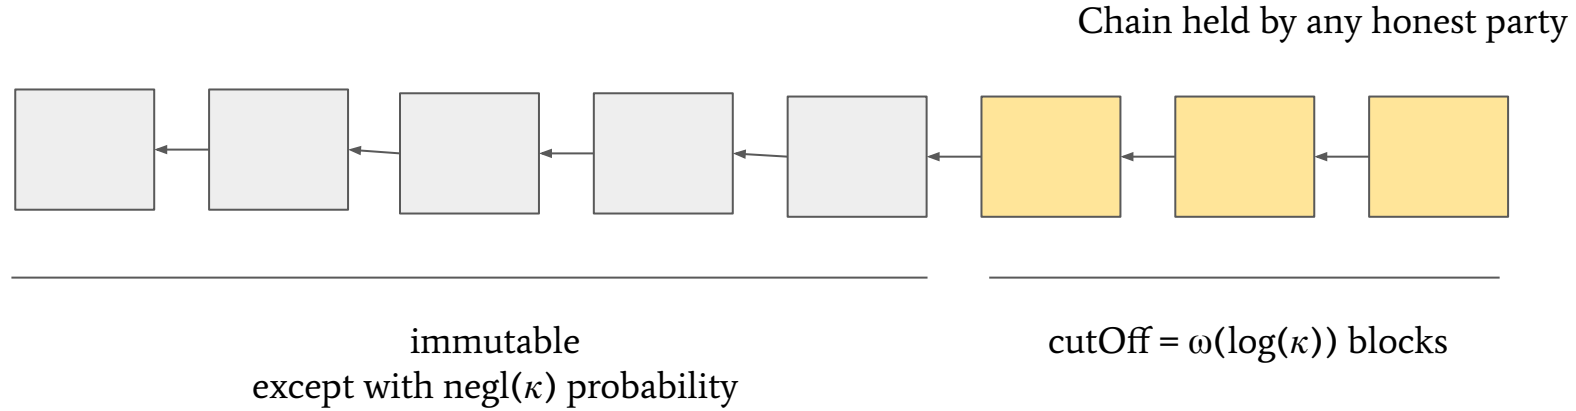 Chain held by any honest party
immutable
except with negl(κ) probability
cutOff = ω(log(κ)) blocks